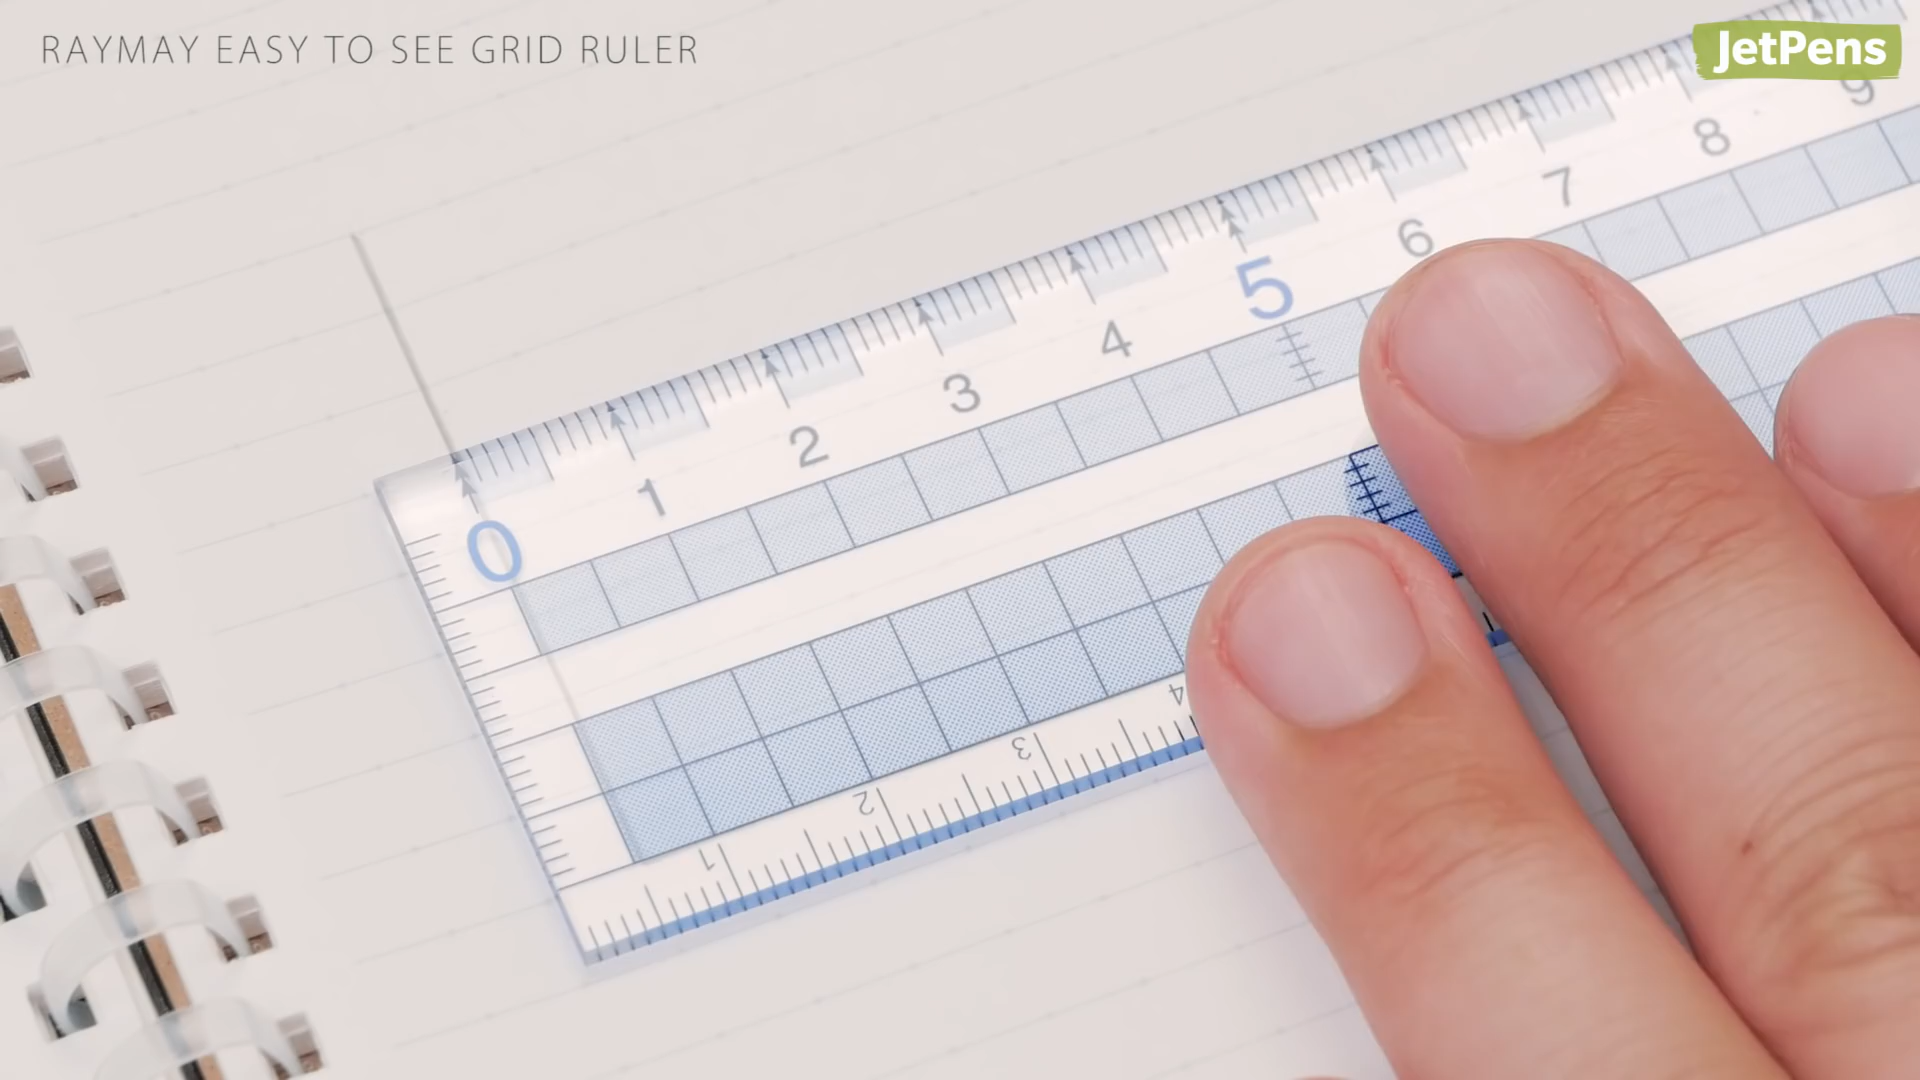 RAYMAY EASY TO SEE GRID RULER
JetPens
0 1 2 3 4 5 6 7 8 9
1 2 3 4